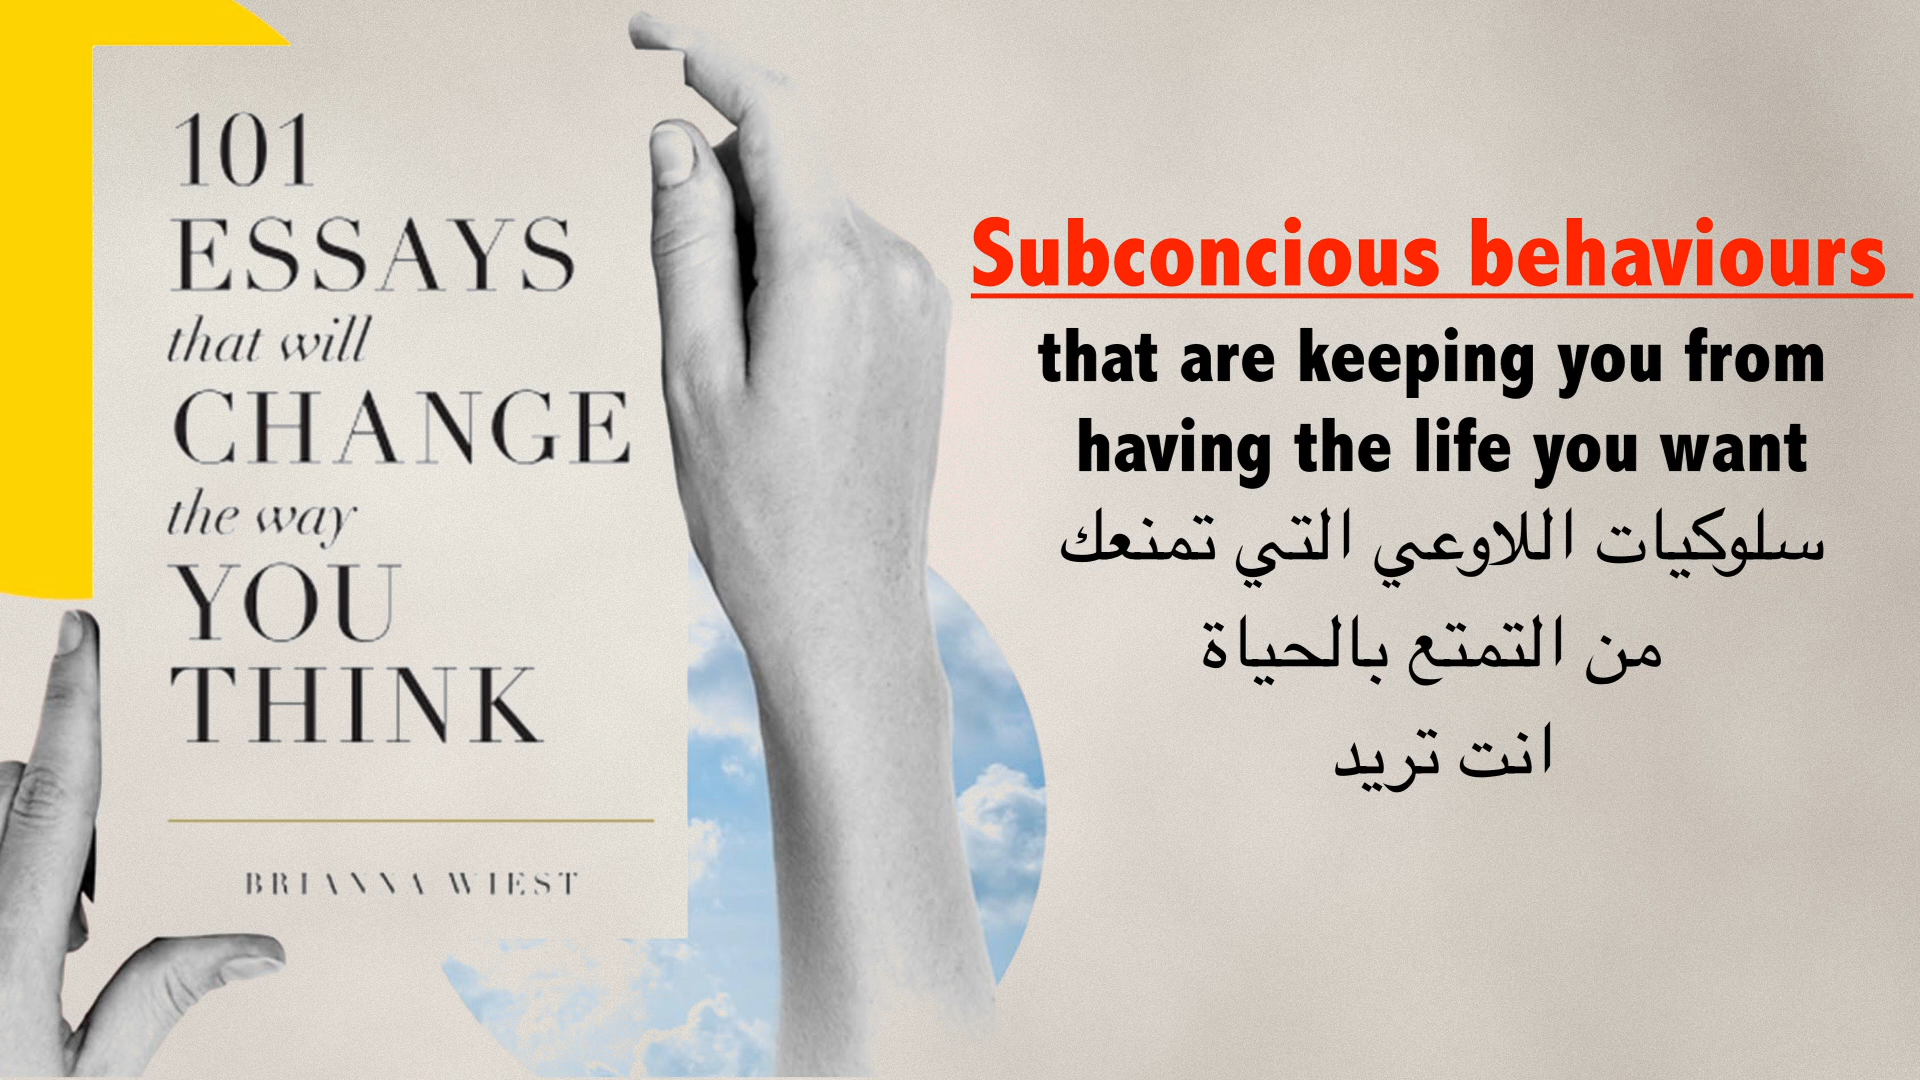 101
ESSAYS
that will
CHANGE
the way
YOU
THINK
BRIANNA WIEST
Subconcious behaviours
that are keeping you from
having the life you want
سلوكيات اللاوعي التي تمنعك
من التمتع بالحياة
انت تريد